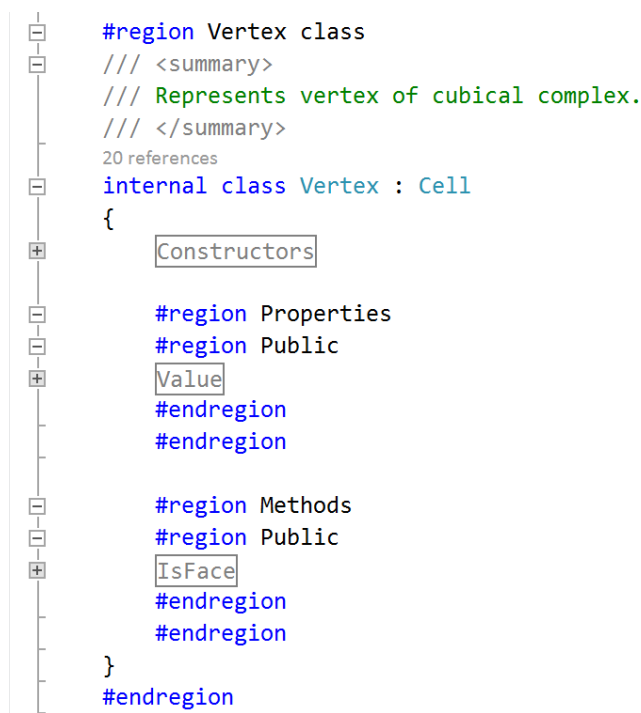 #region Vertex class
/// <summary>
/// Represents vertex of cubical complex.
/// </summary>
20 references
internal class Vertex : Cell
{
Constructors
#region Properties
#region Public
Value
#endregion
#endregion
#region Methods
#region Public
IsFace
#endregion
#endregion
}
#endregion